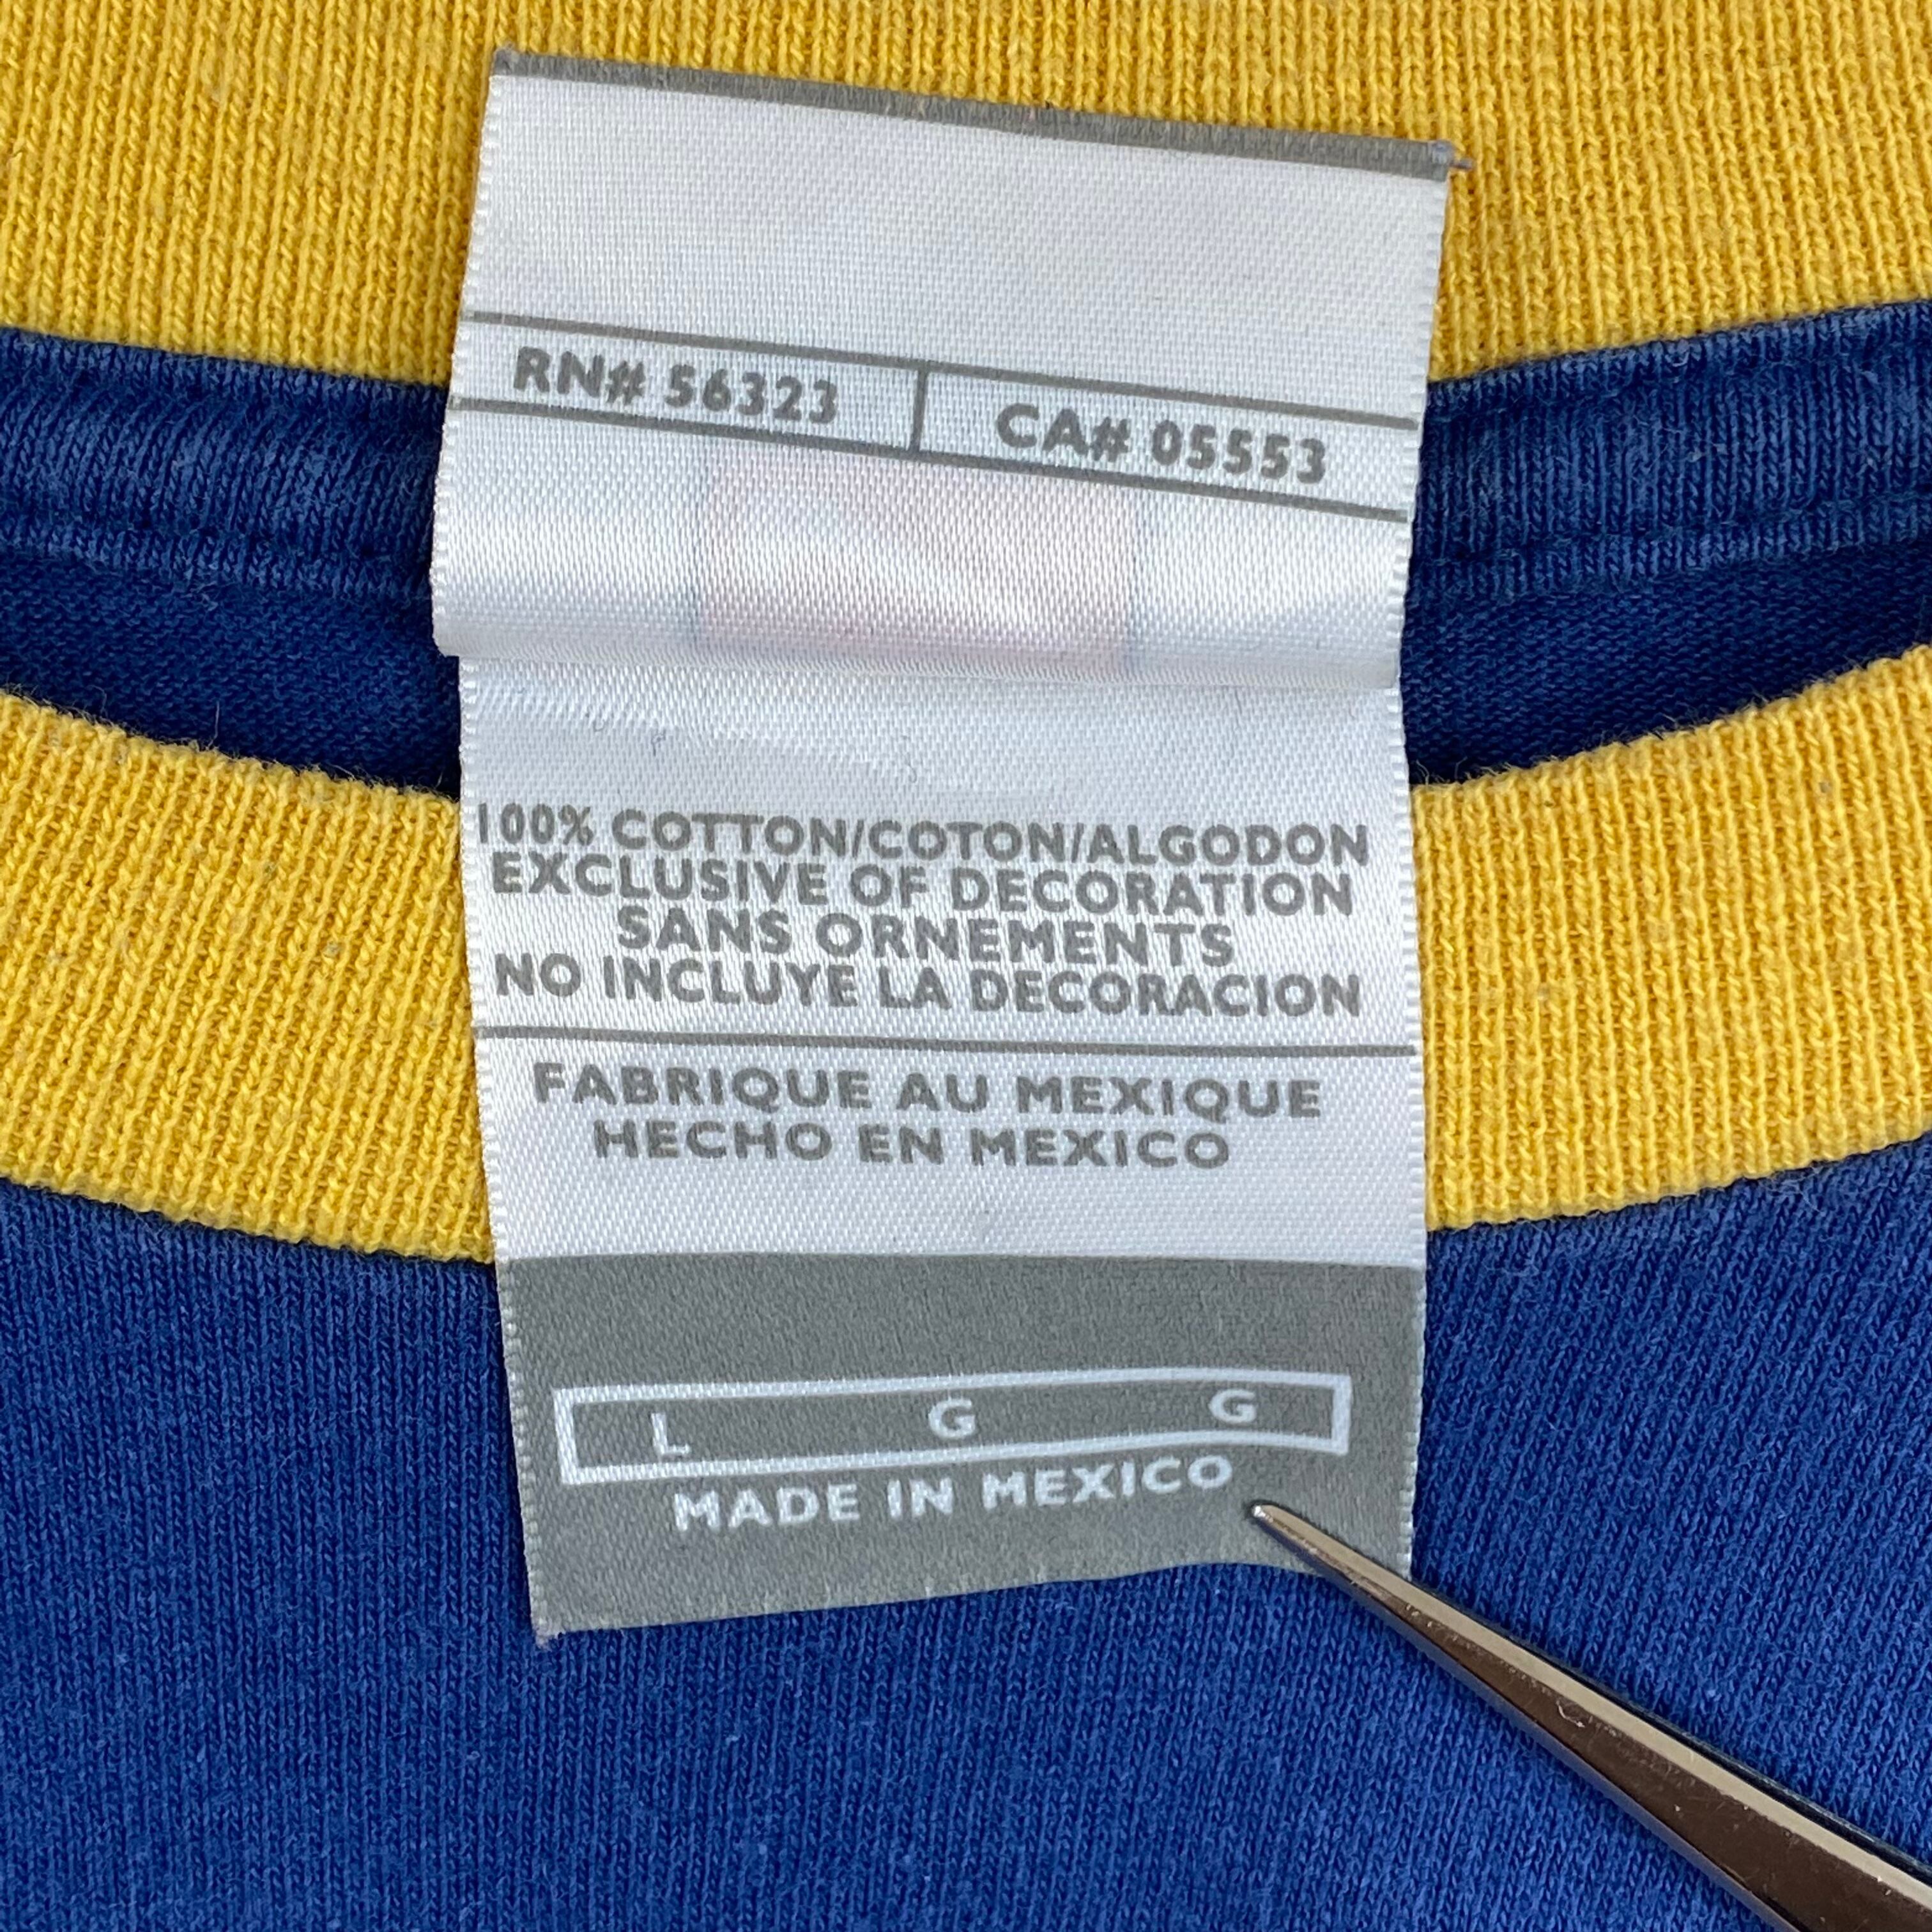 RN# 56323 CA# 05553
100% COTTON/COTON/ALGODON
EXCLUSIVE OF DECORATION
SANS ORNEMENTS
NO INCLUYE LA DECORACION
FABRIQUE AU MEXIQUE
HECHO EN MEXICO
L G G
MADE IN MEXICO